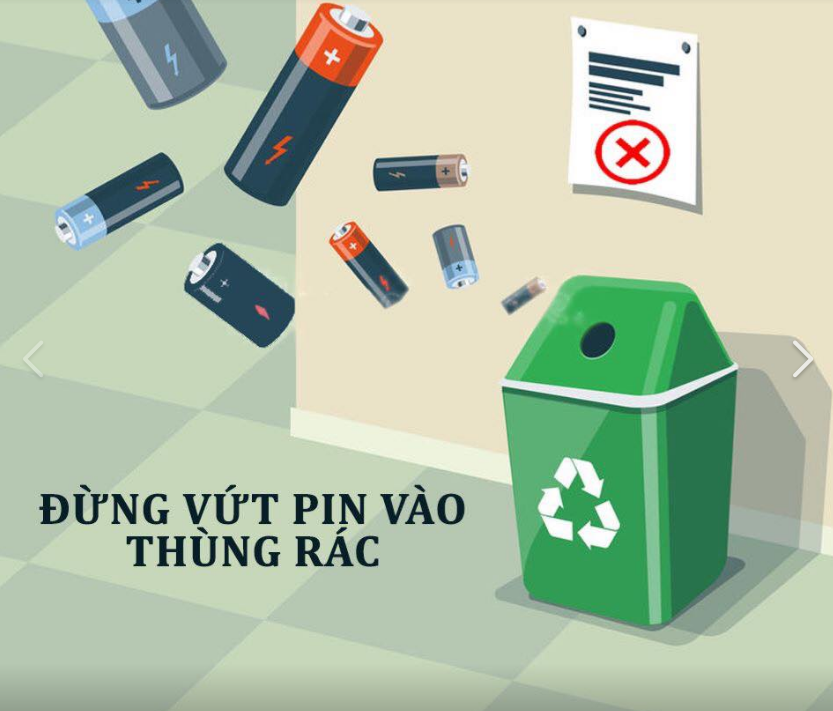 ĐỪNG VỨT PIN VÀO
THÙNG RÁC